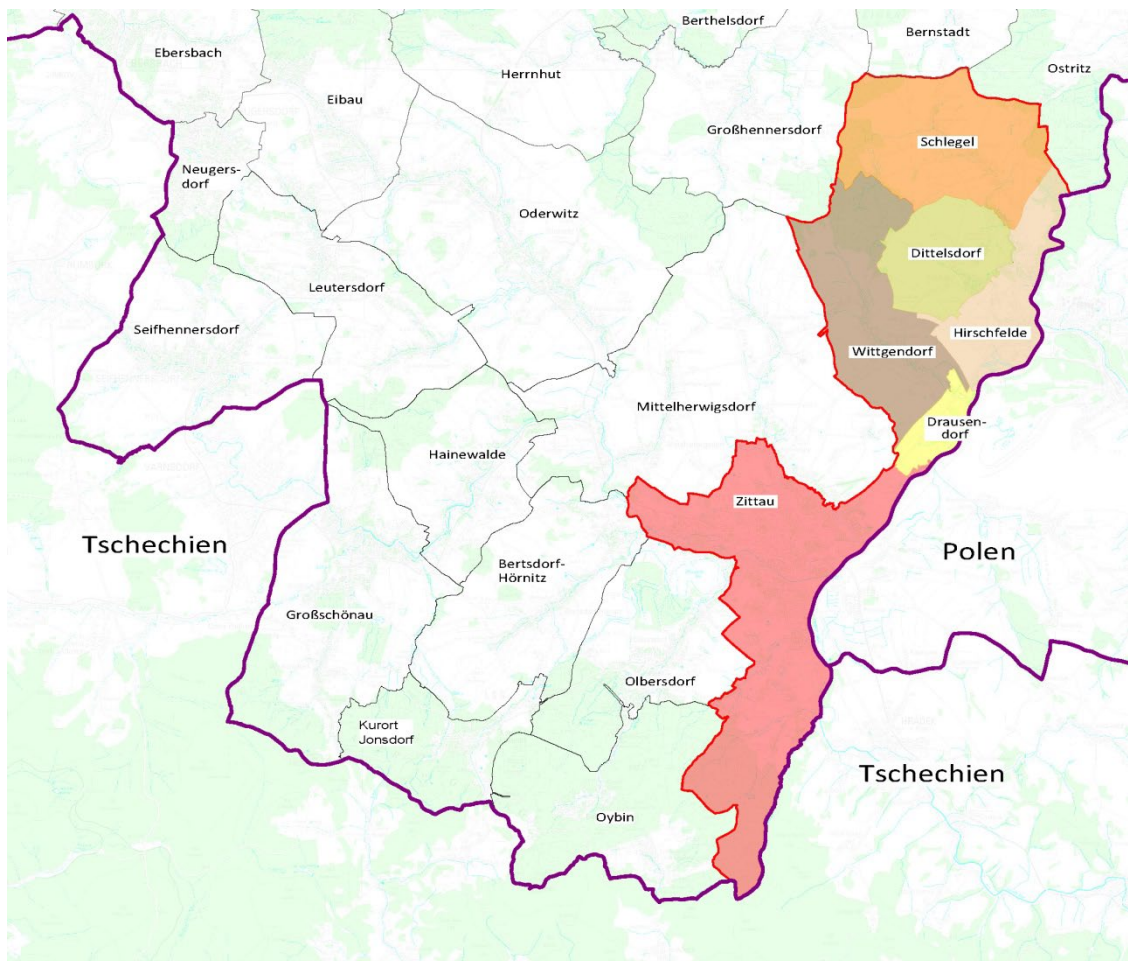 Berthelsdorf
Bernstadt
Ebersbach
Herrnhut
Ostritz
Eibau
Großhennersdorf
Schlegel
Neugers-
dorf
Oderwitz
Dittelsdorf
Leutersdorf
Seifhennersdorf
Hirschfelde
Wittgendorf
Mittelherwigsdorf
Drausen-
dorf
Hainewalde
Zittau
Tschechien
Polen
Bertsdorf-
Hörnitz
Großschönau
Olbersdorf
Kurort
Jonsdorf
Tschechien
Oybin